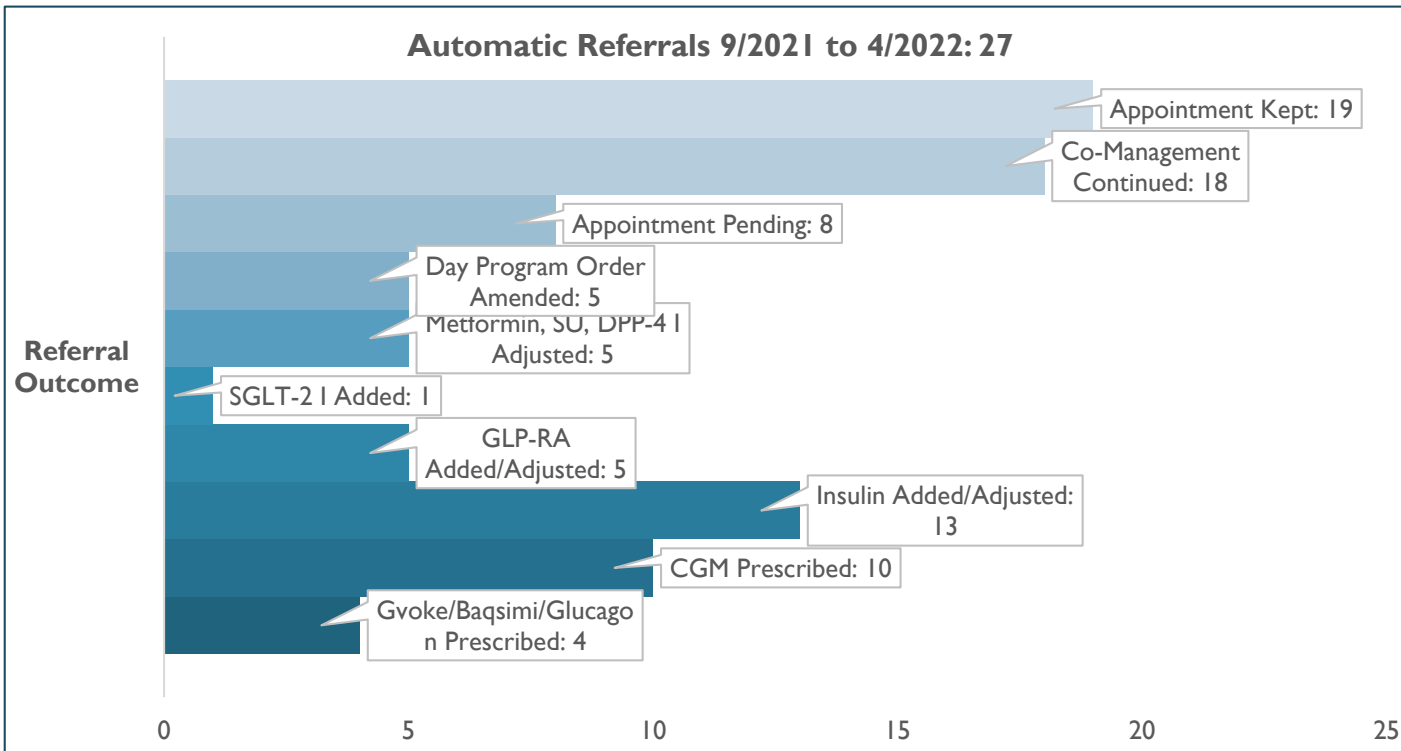 Automatic Referrals 9/2021 to 4/2022: 27
Appointment Kept: 19
Co-Management
Continued: 18
Appointment Pending: 8
Day Program Order
Amended: 5
Metformin, SU, DPP-4 I
Adjusted: 5
Referral
Outcome
SGLT-2 I Added: 1
GLP-RA
Added/Adjusted: 5
Insulin Added/Adjusted:
13
CGM Prescribed: 10
Gvoke/Baqsimi/Glucago
n Prescribed: 4
0 5 10 15 20 25